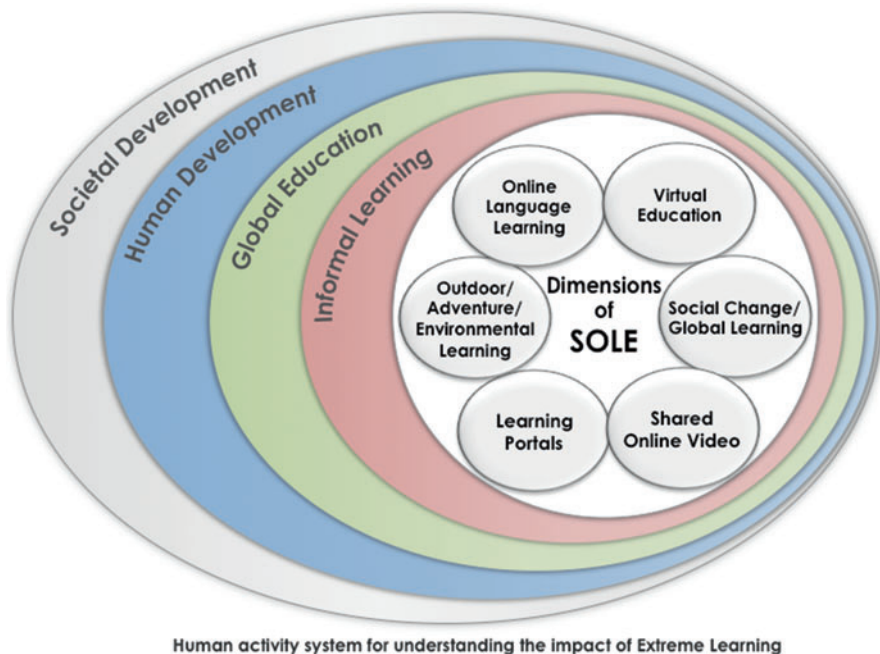 Societal Development
Human Development
Global Education
Informal Learning
Online
Language
Learning
Virtual
Education
Outdoor/
Adventure/
Environmental
Learning
Dimensions
of
SOLE
Social Change/
Global Learning
Learning
Portals
Shared
Online Video
Human activity system for understanding the impact of Extreme Learning